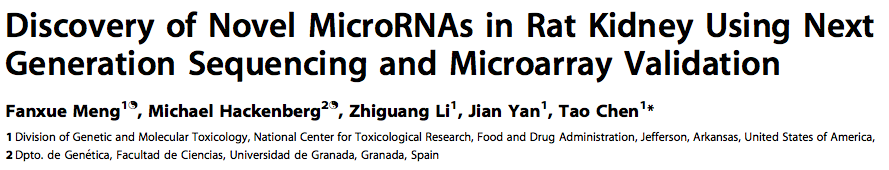 Discovery of Novel MicroRNAs in Rat Kidney Using Next
Generation Sequencing and Microarray Validation
Fanxue Meng1☯, Michael Hackenberg2☯, Zhiguang Li1, Jian Yan1, Tao Chen1*
1 Division of Genetic and Molecular Toxicology, National Center for Toxicological Research, Food and Drug Administration, Jefferson, Arkansas, United States of America,
2 Dpto. de Genética, Facultad de Ciencias, Universidad de Granada, Granada, Spain